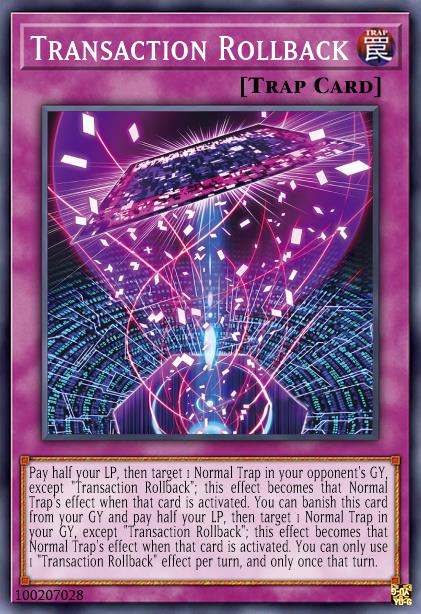 Transaction Rollback
TRAP
罠
[Trap Card]
Pay half your LP, then target 1 Normal Trap in your opponent's GY,
except "Transaction Rollback"; this effect becomes that Normal
Trap's effect when that card is activated. You can banish this card
from your GY and pay half your LP, then target 1 Normal Trap in
your GY, except "Transaction Rollback"; this effect becomes that
Normal Trap's effect when that card is activated. You can only use
1 "Transaction Rollback" effect per turn, and only once that turn.
100207028